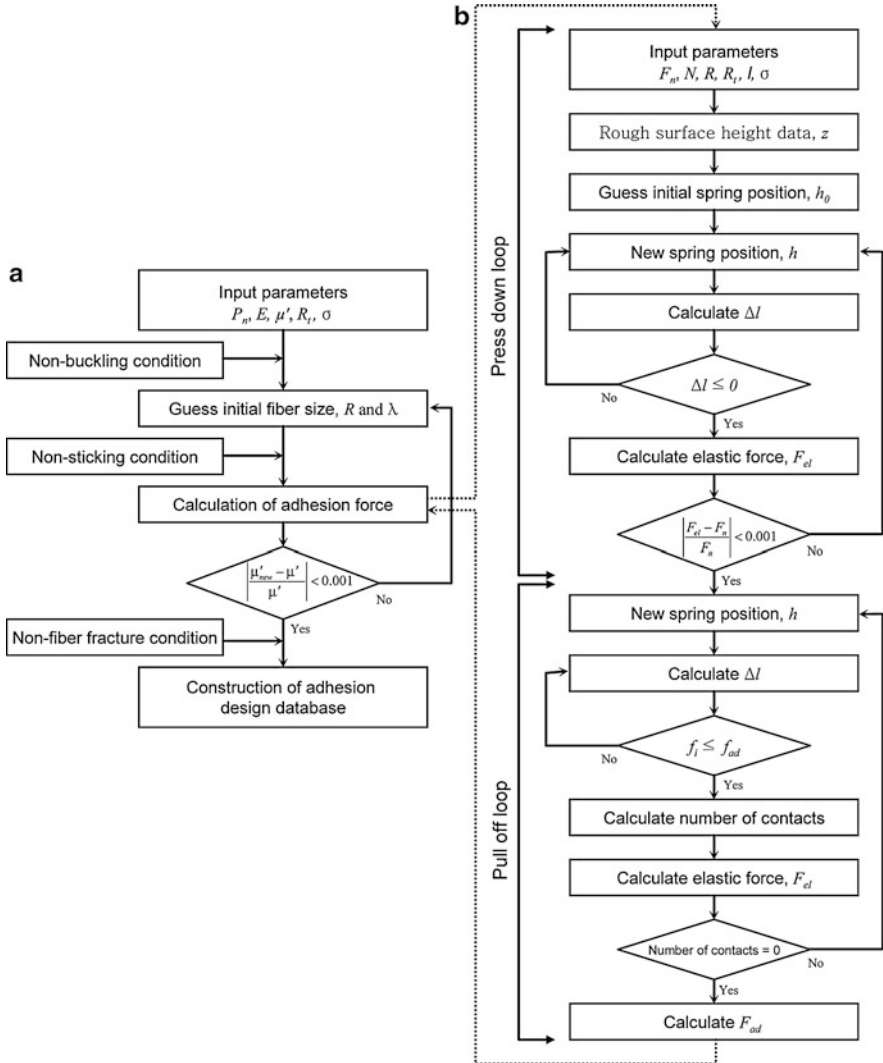 a
Input parameters
Pn, E, μ′, Rt, σ
Non-buckling condition
Guess initial fiber size, R and λ
Non-sticking condition
Calculation of adhesion force
|μ′new − μ′ / μ′| < 0.001
No
Yes
Non-fiber fracture condition
Construction of adhesion
design database
b
Press down loop
Input parameters
Fn, N, R, Rt, l, σ
Rough surface height data, z
Guess initial spring position, h0
New spring position, h
Calculate Δl
Δl ≤ 0
No
Yes
Calculate elastic force, Fel
|Fel − Fn / Fn| < 0.001
No
Yes
Pull off loop
New spring position, h
Calculate Δl
fi ≤ fad
No
Yes
Calculate number of contacts
Calculate elastic force, Fel
Number of contacts = 0
No
Yes
Calculate Fad